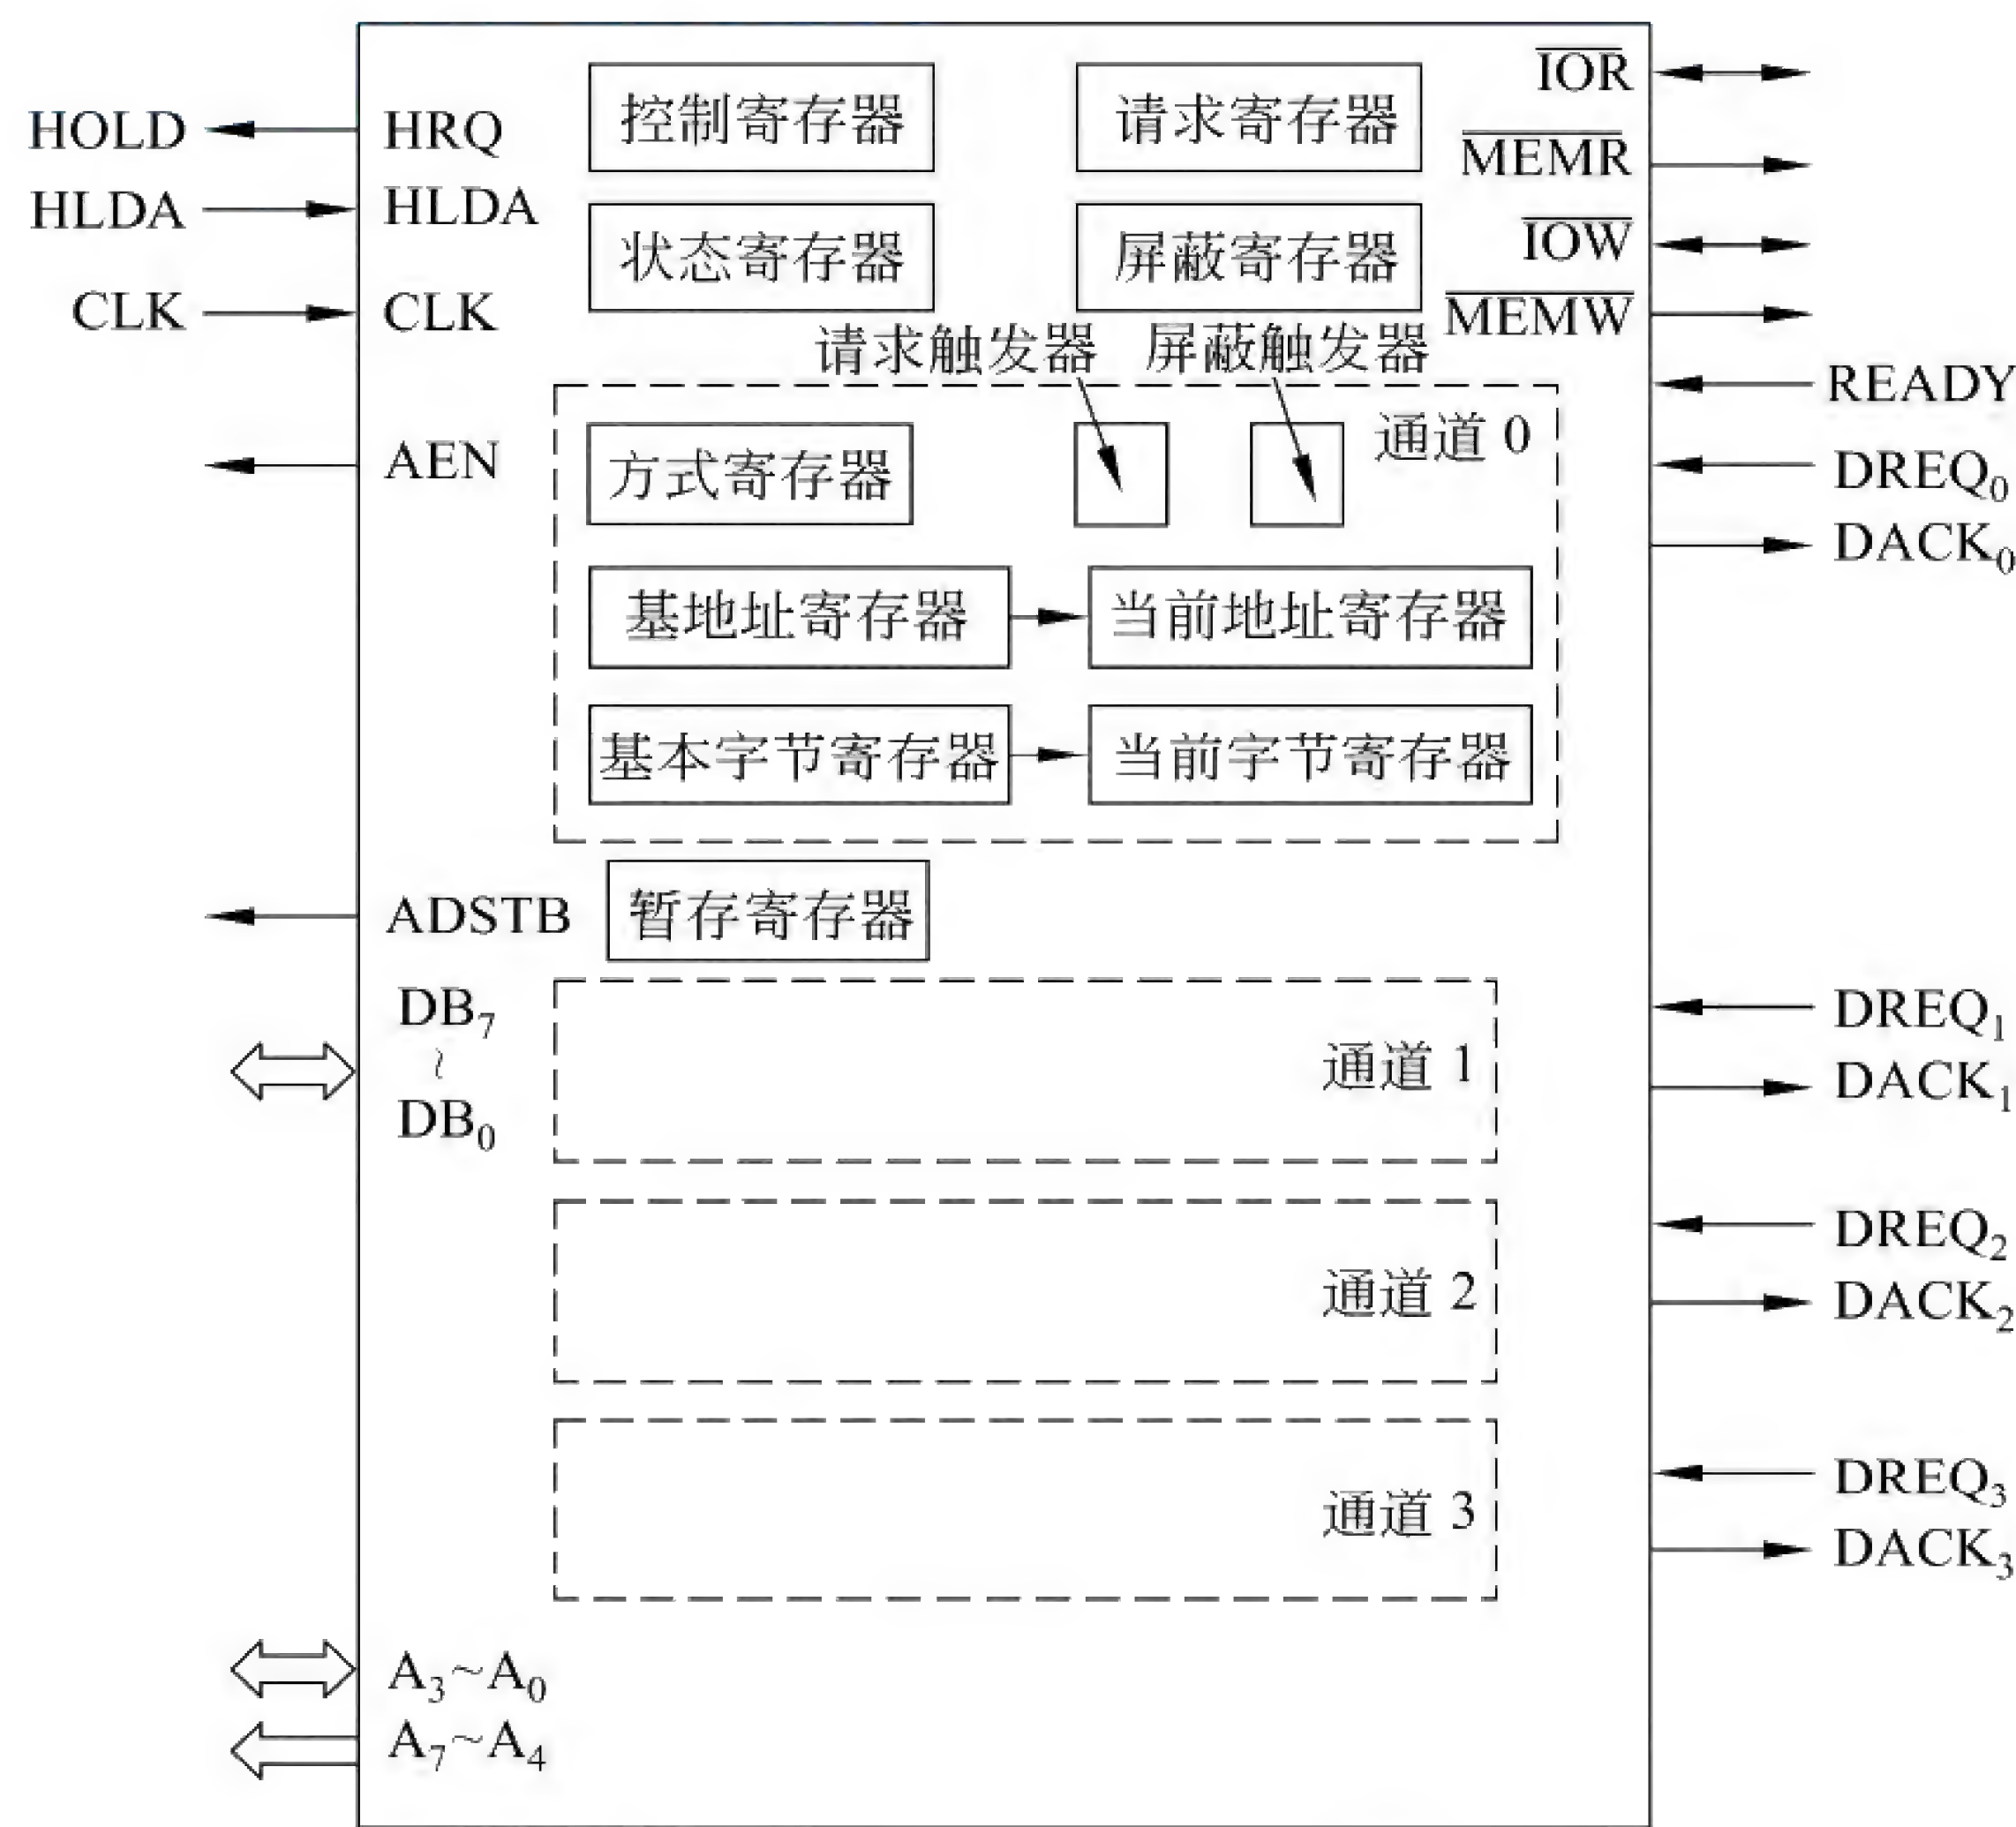 HOLD
HRQ
控制寄存器
请求寄存器
I̅O̅R̅
M̅E̅M̅R̅
HLDA
HLDA
状态寄存器
屏蔽寄存器
I̅O̅W̅
M̅E̅M̅W̅
CLK
CLK
请求触发器
屏蔽触发器
READY
AEN
方式寄存器
通道 0
DREQ₀
DACK₀
基地址寄存器
当前地址寄存器
基本字节寄存器
当前字节寄存器
ADSTB
暂存寄存器
DB₇
~
DB₀
通道 1
DREQ₁
DACK₁
通道 2
DREQ₂
DACK₂
通道 3
DREQ₃
DACK₃
A₃~A₀
A₇~A₄